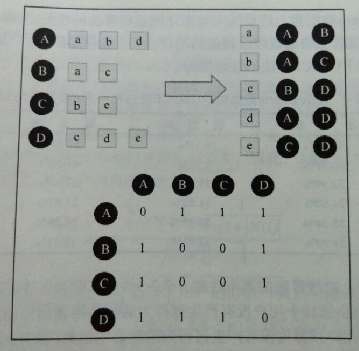 A a b d
B a c
C b e
D c d e
a A B
b A C
c B D
d A D
e C D
A B C D
A 0 1 1 1
B 1 0 0 1
C 1 0 0 1
D 1 1 1 0